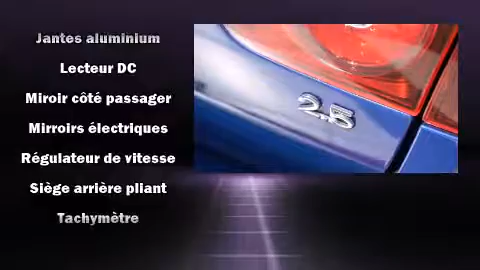 Jantes aluminium
Lecteur DC
Miroir côté passager
Mirroirs électriques
Régulateur de vitesse
Siège arrière pliant
Tachymètre
2.5